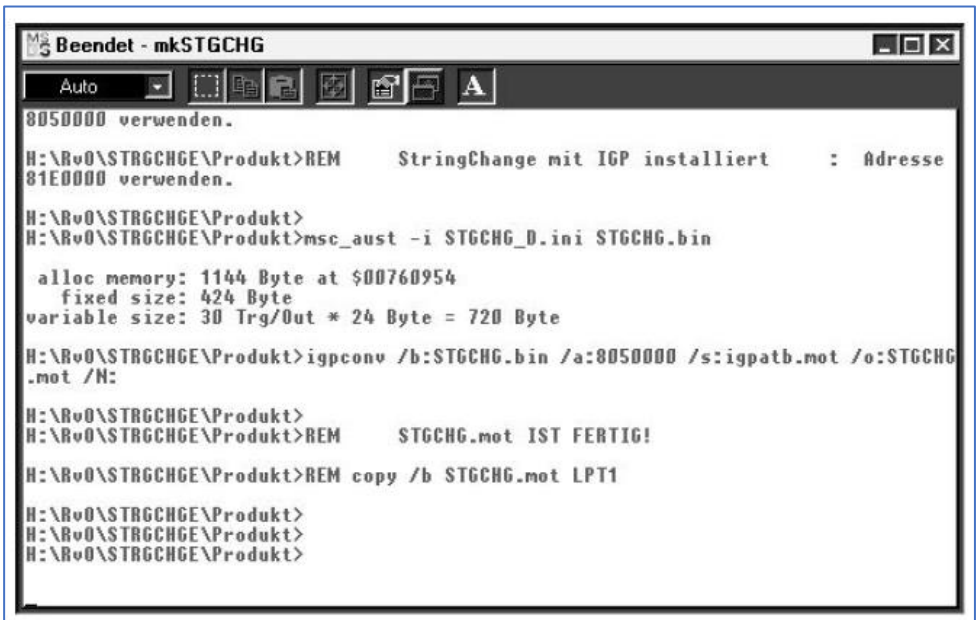 Beendet - mkSTGCHG
Auto
A
8050000 verwenden.
H:\Rv0\STRGCHGE\Produkt>REM     StringChange mit IGP installiert     :  Adresse
81E0000 verwenden.
H:\Rv0\STRGCHGE\Produkt>
H:\Rv0\STRGCHGE\Produkt>msc_aust -i STGCHG_D.ini STGCHG.bin
alloc memory: 1144 Byte at $00760954
fixed size: 424 Byte
variable size: 30 Trg/Out * 24 Byte = 720 Byte
H:\Rv0\STRGCHGE\Produkt>igpconv /b:STGCHG.bin /a:8050000 /s:igpatb.mot /o:STGCHG
.mot /N:
H:\Rv0\STRGCHGE\Produkt>
H:\Rv0\STRGCHGE\Produkt>REM     STGCHG.mot IST FERTIG!
H:\Rv0\STRGCHGE\Produkt>REM copy /b STGCHG.mot LPT1
H:\Rv0\STRGCHGE\Produkt>
H:\Rv0\STRGCHGE\Produkt>
H:\Rv0\STRGCHGE\Produkt>